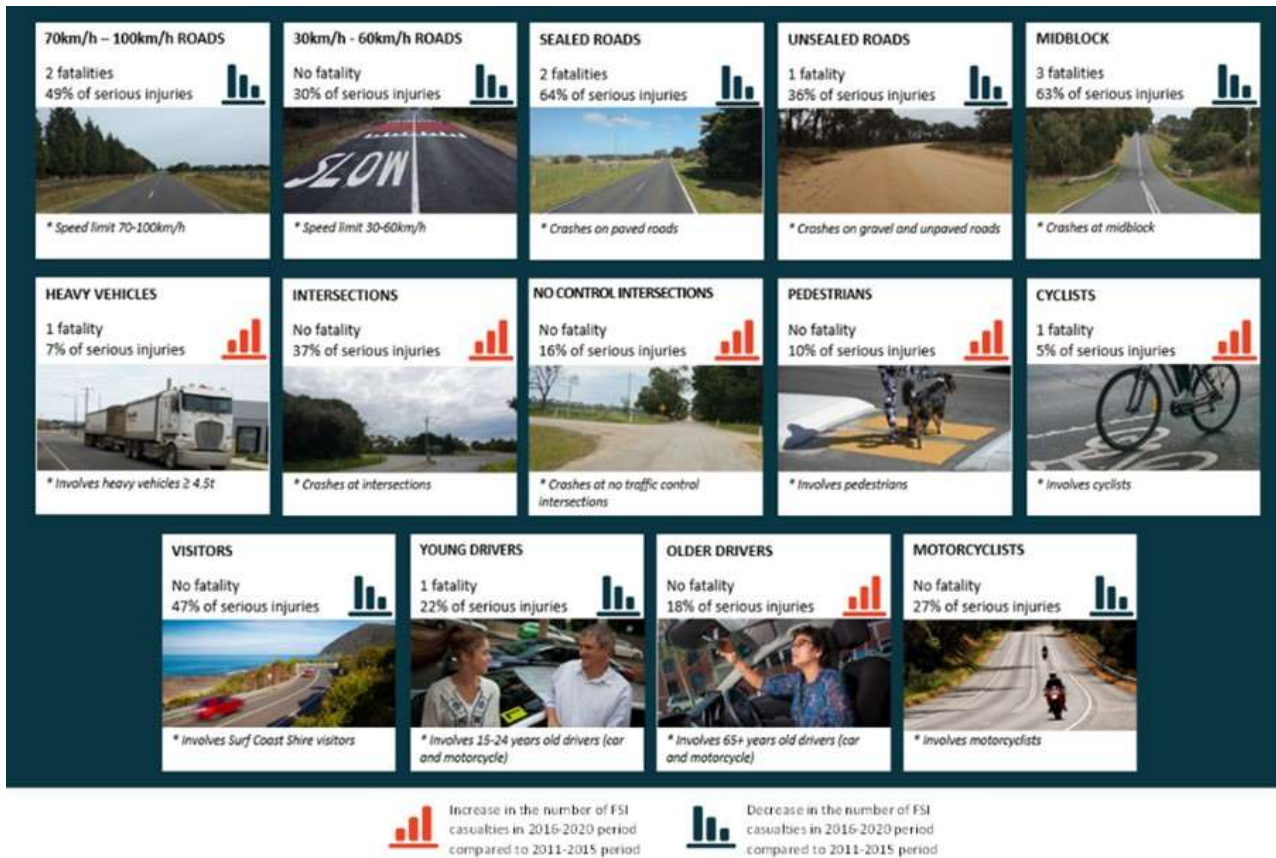 70km/h – 100km/h ROADS
2 fatalities
49% of serious injuries
* Speed limit 70-100km/h
30km/h - 60km/h ROADS
No fatality
30% of serious injuries
SLOW
* Speed limit 30-60km/h
SEALED ROADS
2 fatalities
64% of serious injuries
* Crashes on paved roads
UNSEALED ROADS
1 fatality
36% of serious injuries
* Crashes on gravel and unpaved roads
MIDBLOCK
3 fatalities
63% of serious injuries
* Crashes at midblock
HEAVY VEHICLES
1 fatality
7% of serious injuries
* Involves heavy vehicles ≥ 4.5t
INTERSECTIONS
No fatality
37% of serious injuries
* Crashes at intersections
NO CONTROL INTERSECTIONS
No fatality
16% of serious injuries
* Crashes at no traffic control
intersections
PEDESTRIANS
No fatality
10% of serious injuries
* Involves pedestrians
CYCLISTS
1 fatality
5% of serious injuries
* Involves cyclists
VISITORS
No fatality
47% of serious injuries
* Involves Surf Coast Shire visitors
YOUNG DRIVERS
1 fatality
22% of serious injuries
* Involves 15-24 years old drivers (car
and motorcycle)
OLDER DRIVERS
No fatality
18% of serious injuries
* Involves 65+ years old drivers (car
and motorcycle)
MOTORCYCLISTS
No fatality
27% of serious injuries
* Involves motorcyclists
Increase in the number of FSI
casualties in 2016-2020 period
compared to 2011-2015 period
Decrease in the number of FSI
casualties in 2016-2020 period
compared to 2011-2015 period